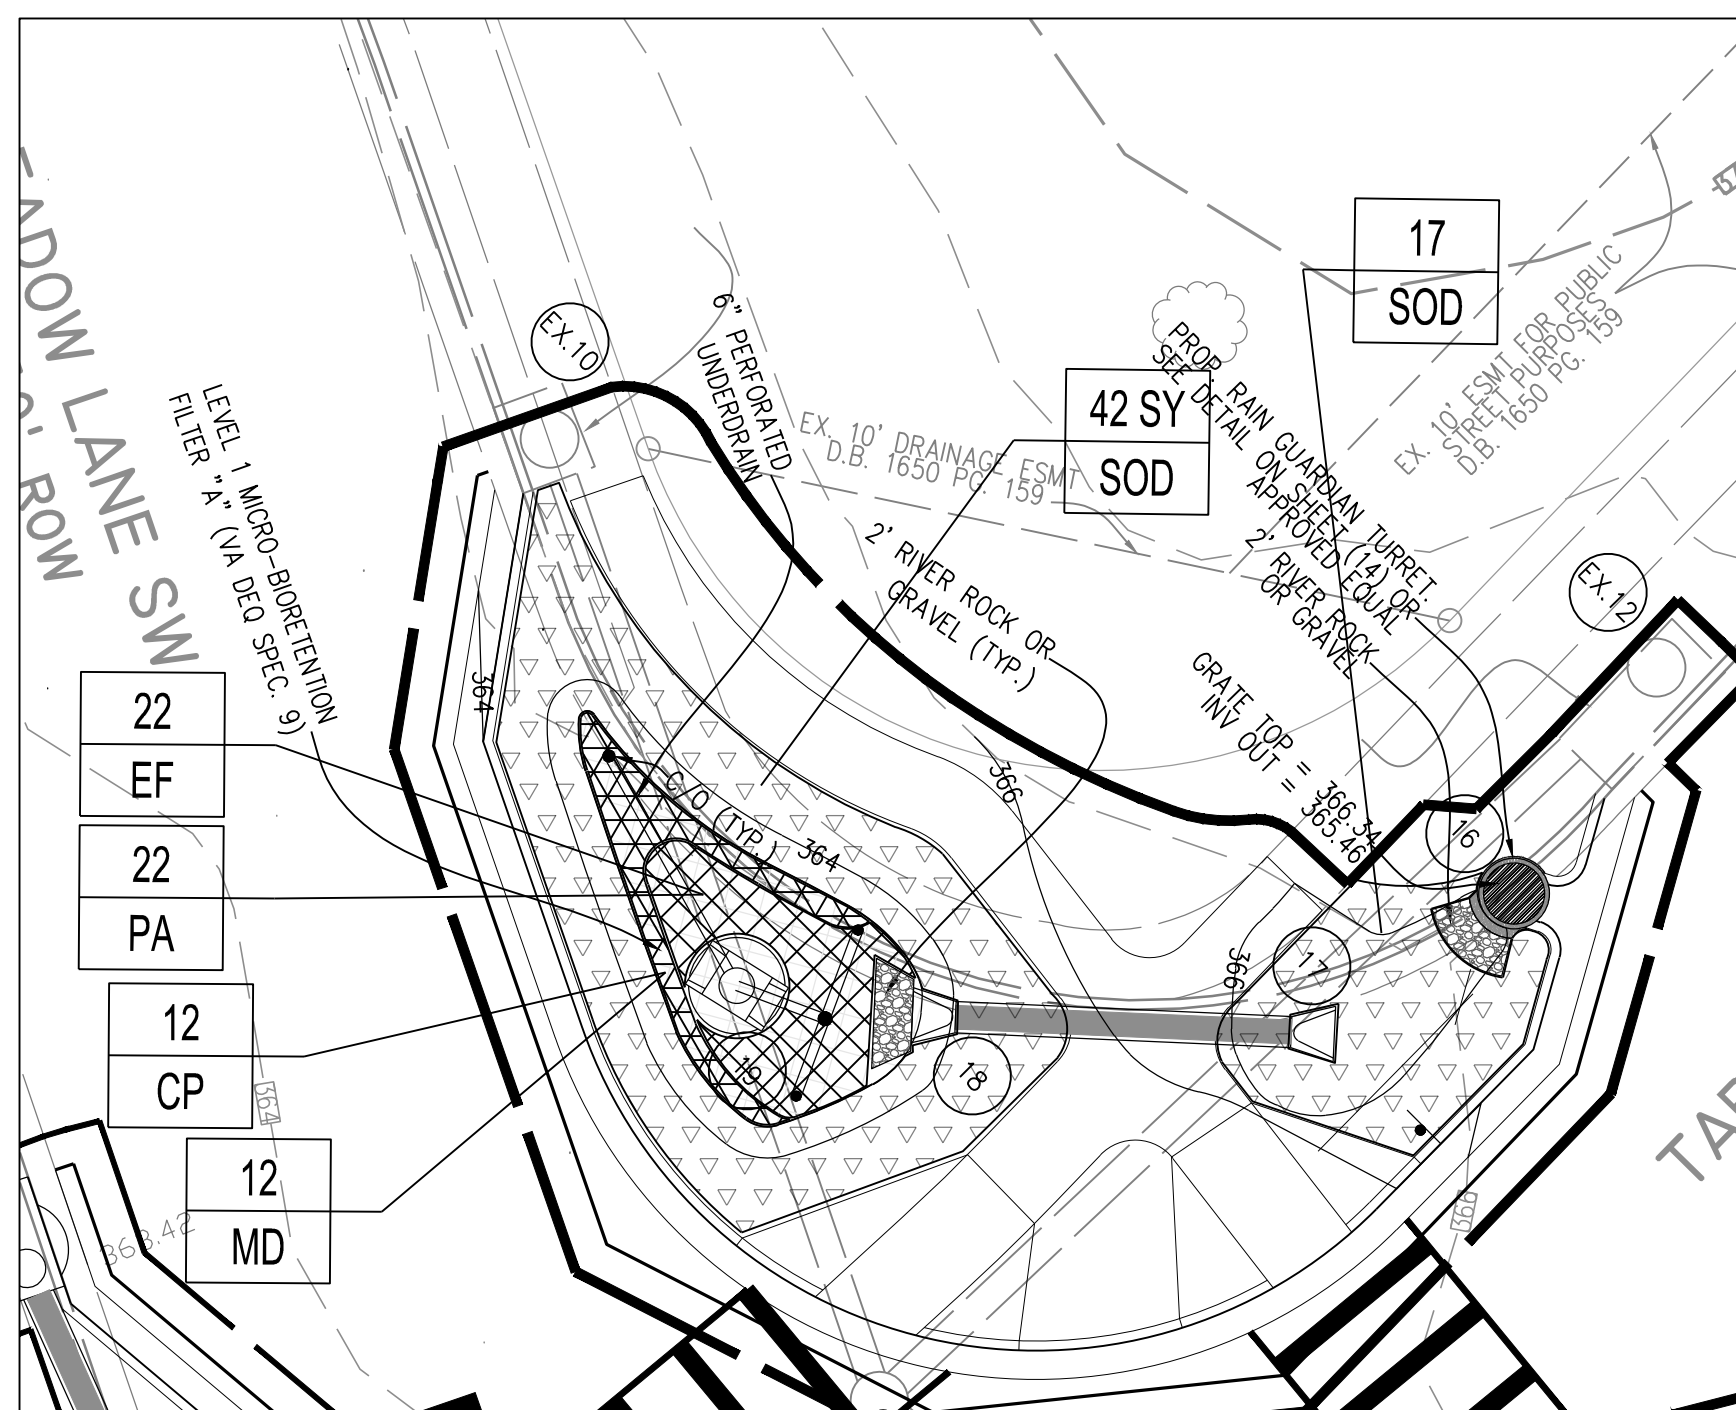 17
SOD
42 SY
SOD
22
EF
22
PA
12
CP
12
MD
EX.10
EX.12
16
17
18
19
6" PERFORATED
UNDERDRAIN
LEVEL 1 MICRO-BIORETENTION
FILTER "A" (VA DEQ SPEC. 9)
EX. 10' DRAINAGE ESMT
D.B. 1650 PG. 159
2' RIVER ROCK OR
GRAVEL (TYP.)
PROP. RAIN GUARDIAN TURRET.
SEE DETAIL ON SHEET (14) OR
APPROVED EQUAL
2' RIVER ROCK
OR GRAVEL
GRATE TOP = 366.34
INV OUT = 365.46
EX. 10' ESMT FOR PUBLIC
STREET PURPOSES
D.B. 1650 PG. 159
C/O (TYP.)
364
364
366
366
364
366
368.42
LANE SW
ROW